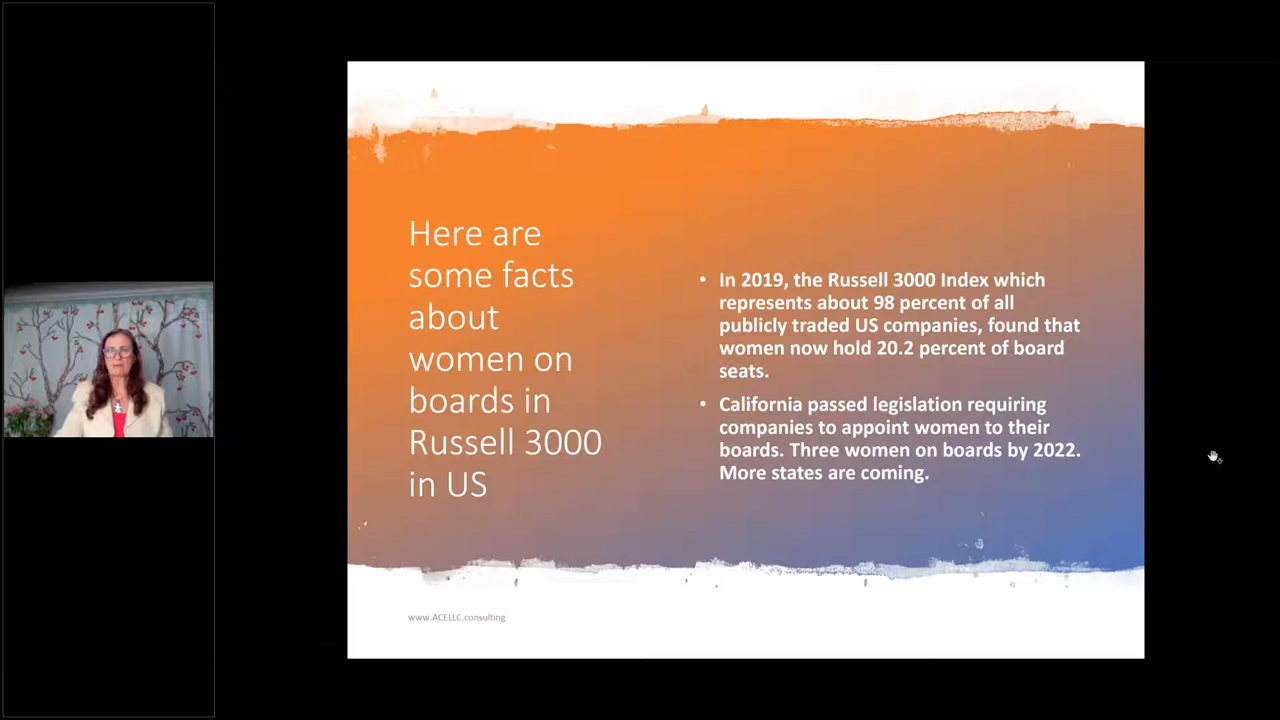 Here are
some facts
about
women on
boards in
Russell 3000
in US
• In 2019, the Russell 3000 Index which
represents about 98 percent of all
publicly traded US companies, found that
women now hold 20.2 percent of board
seats.
• California passed legislation requiring
companies to appoint women to their
boards. Three women on boards by 2022.
More states are coming.
www.ACELLC.consulting